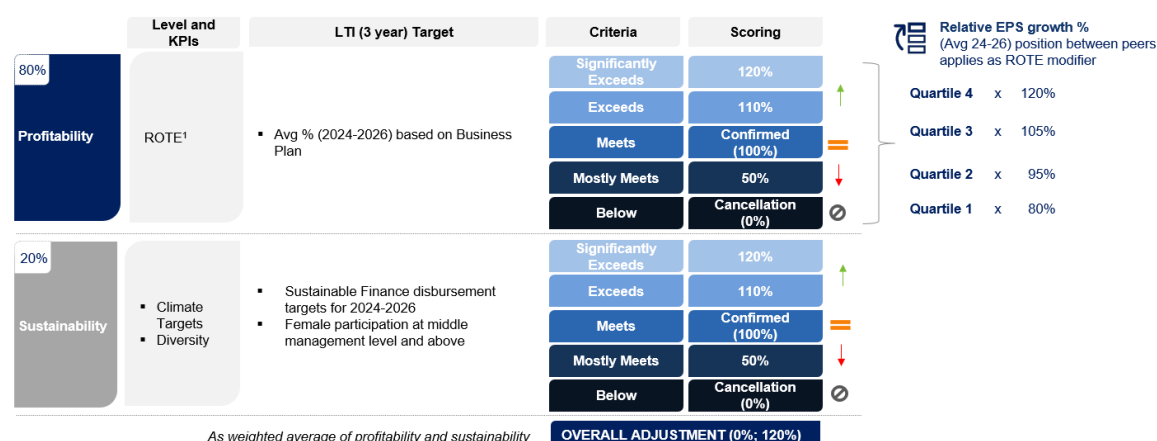 Level and
KPIs
LTI (3 year) Target
Criteria
Scoring
Relative EPS growth %
(Avg 24-26) position between peers
applies as ROTE modifier
80%
Profitability
ROTE¹
▪ Avg % (2024-2026) based on Business
Plan
Significantly
Exceeds
120%
Exceeds
110%
Meets
Confirmed
(100%)
Mostly Meets
50%
Below
Cancellation
(0%)
Quartile 4 x 120%
Quartile 3 x 105%
Quartile 2 x 95%
Quartile 1 x 80%
20%
Sustainability
▪ Climate
Targets
▪ Diversity
▪ Sustainable Finance disbursement
targets for 2024-2026
▪ Female participation at middle
management level and above
Significantly
Exceeds
120%
Exceeds
110%
Meets
Confirmed
(100%)
Mostly Meets
50%
Below
Cancellation
(0%)
As weighted average of profitability and sustainability
OVERALL ADJUSTMENT (0%; 120%)